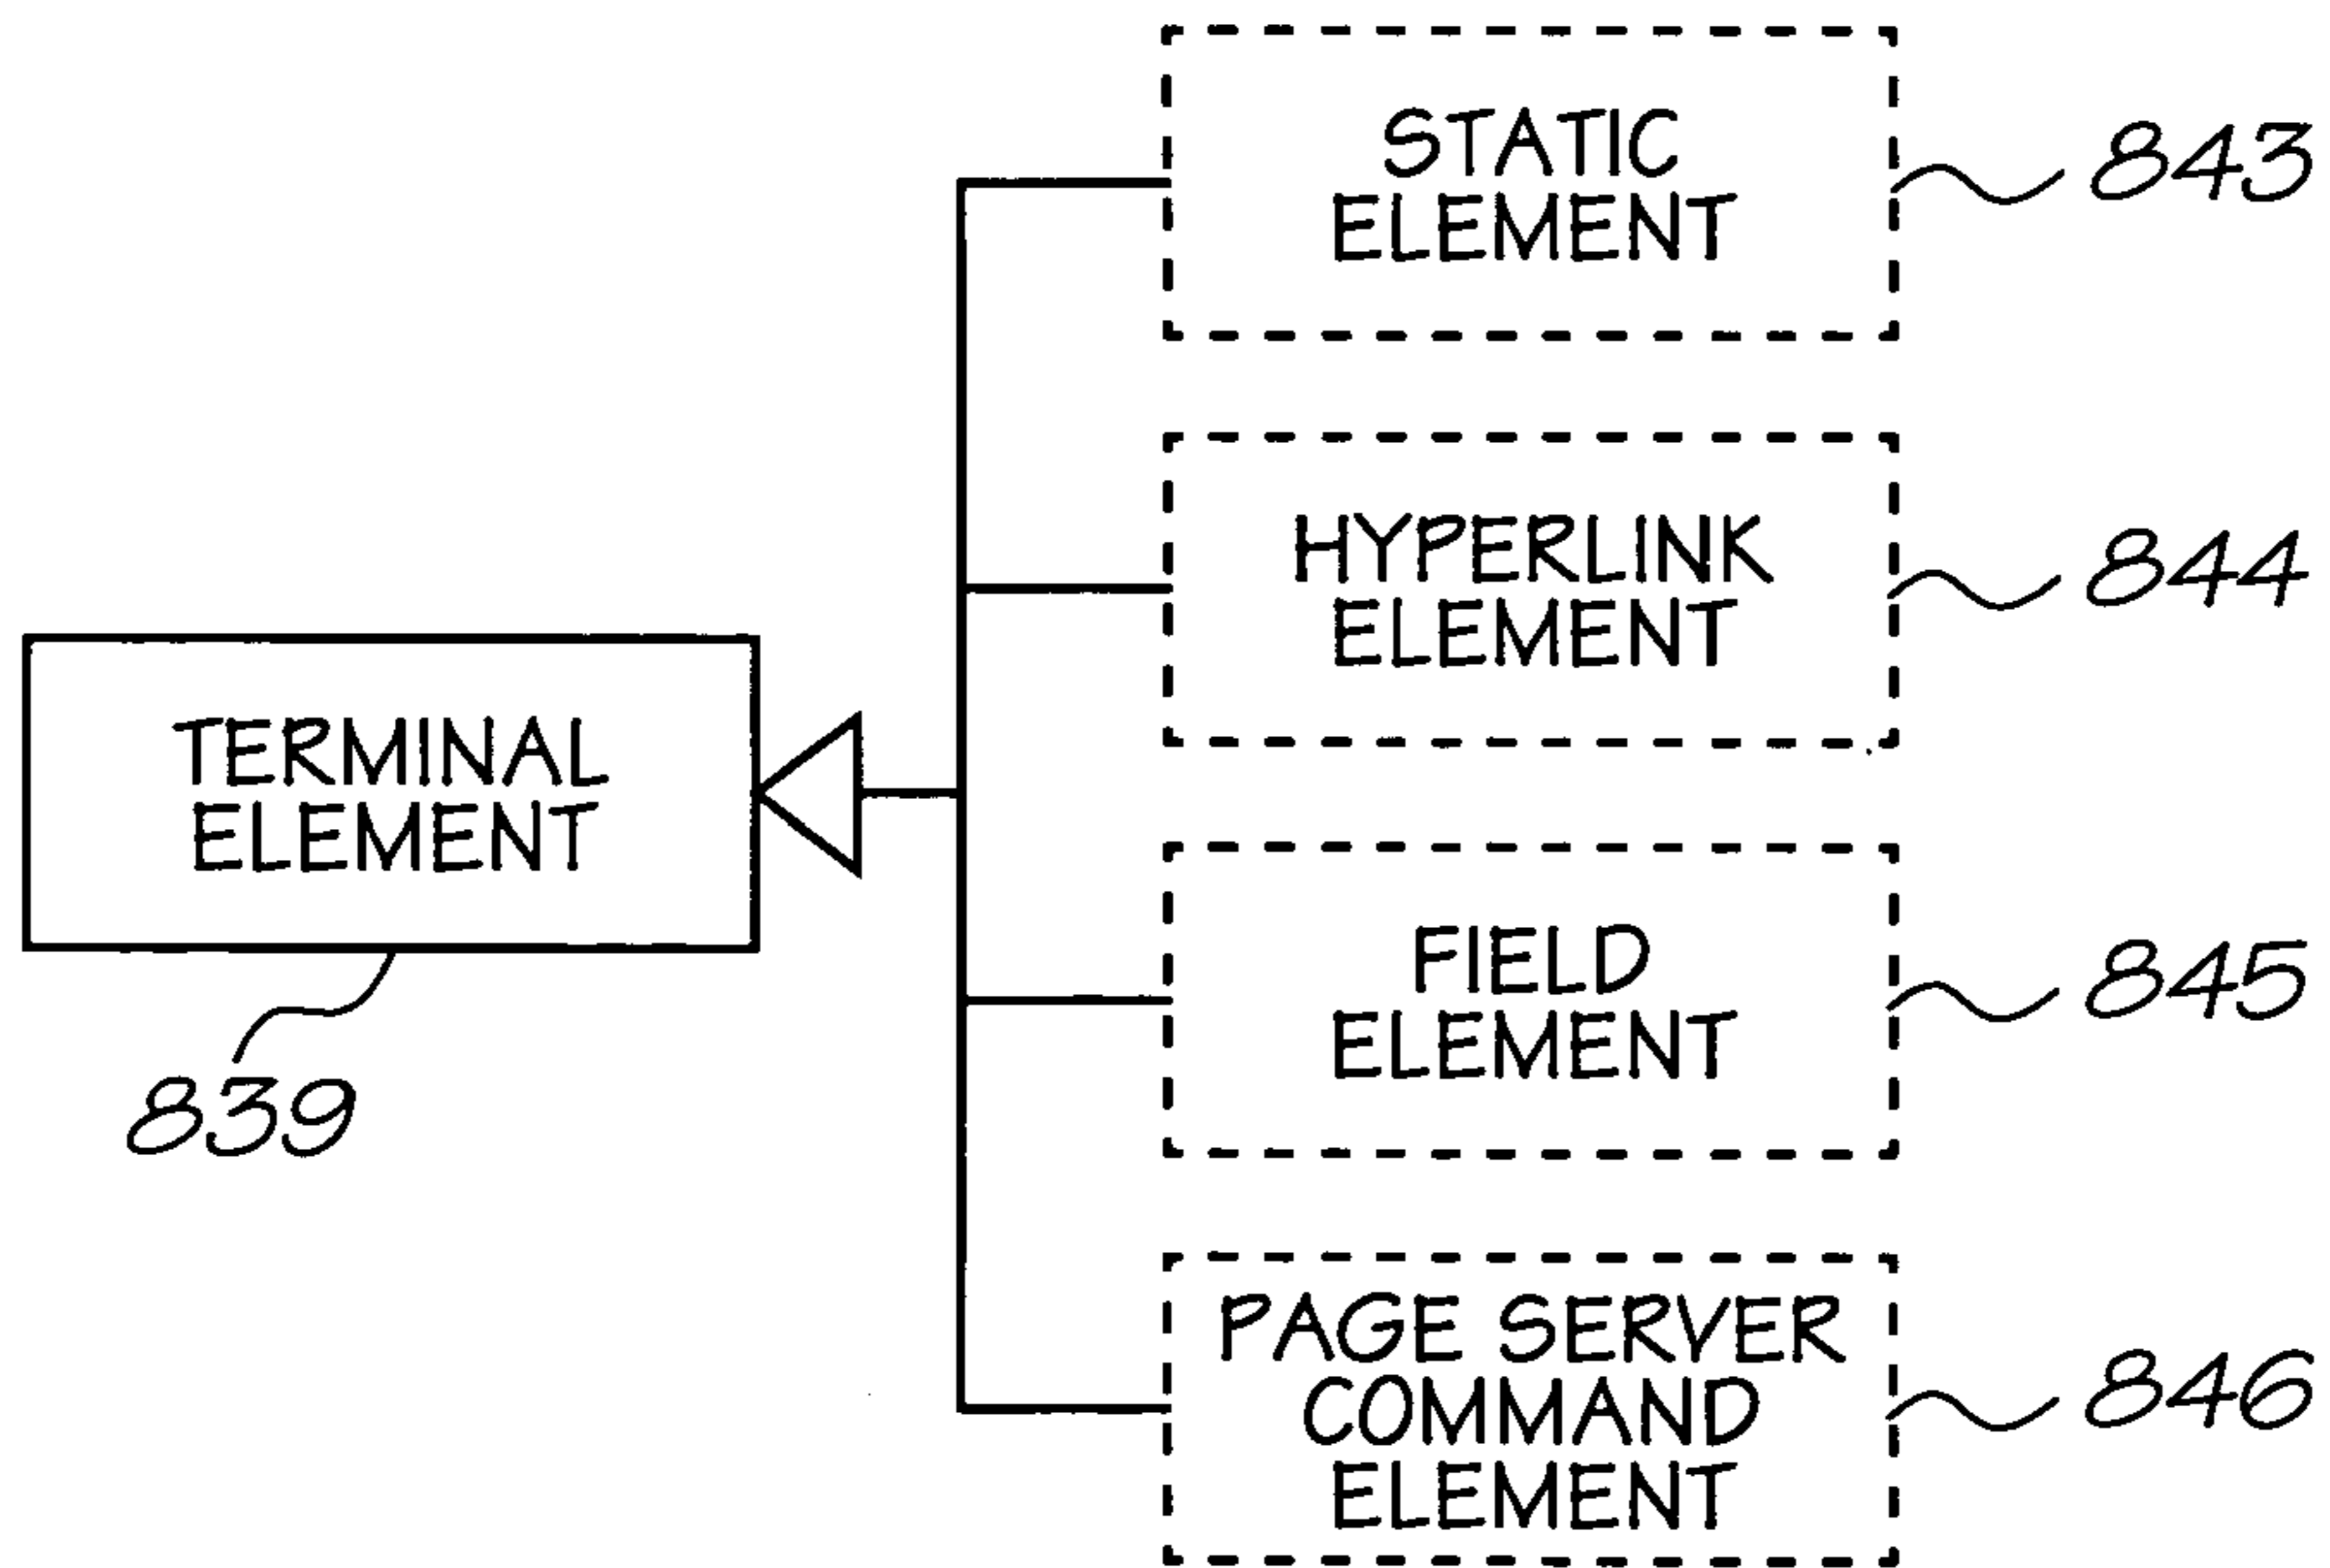 STATIC
ELEMENT
843
HYPERLINK
ELEMENT
844
TERMINAL
ELEMENT
839
FIELD
ELEMENT
845
PAGE SERVER
COMMAND
ELEMENT
846